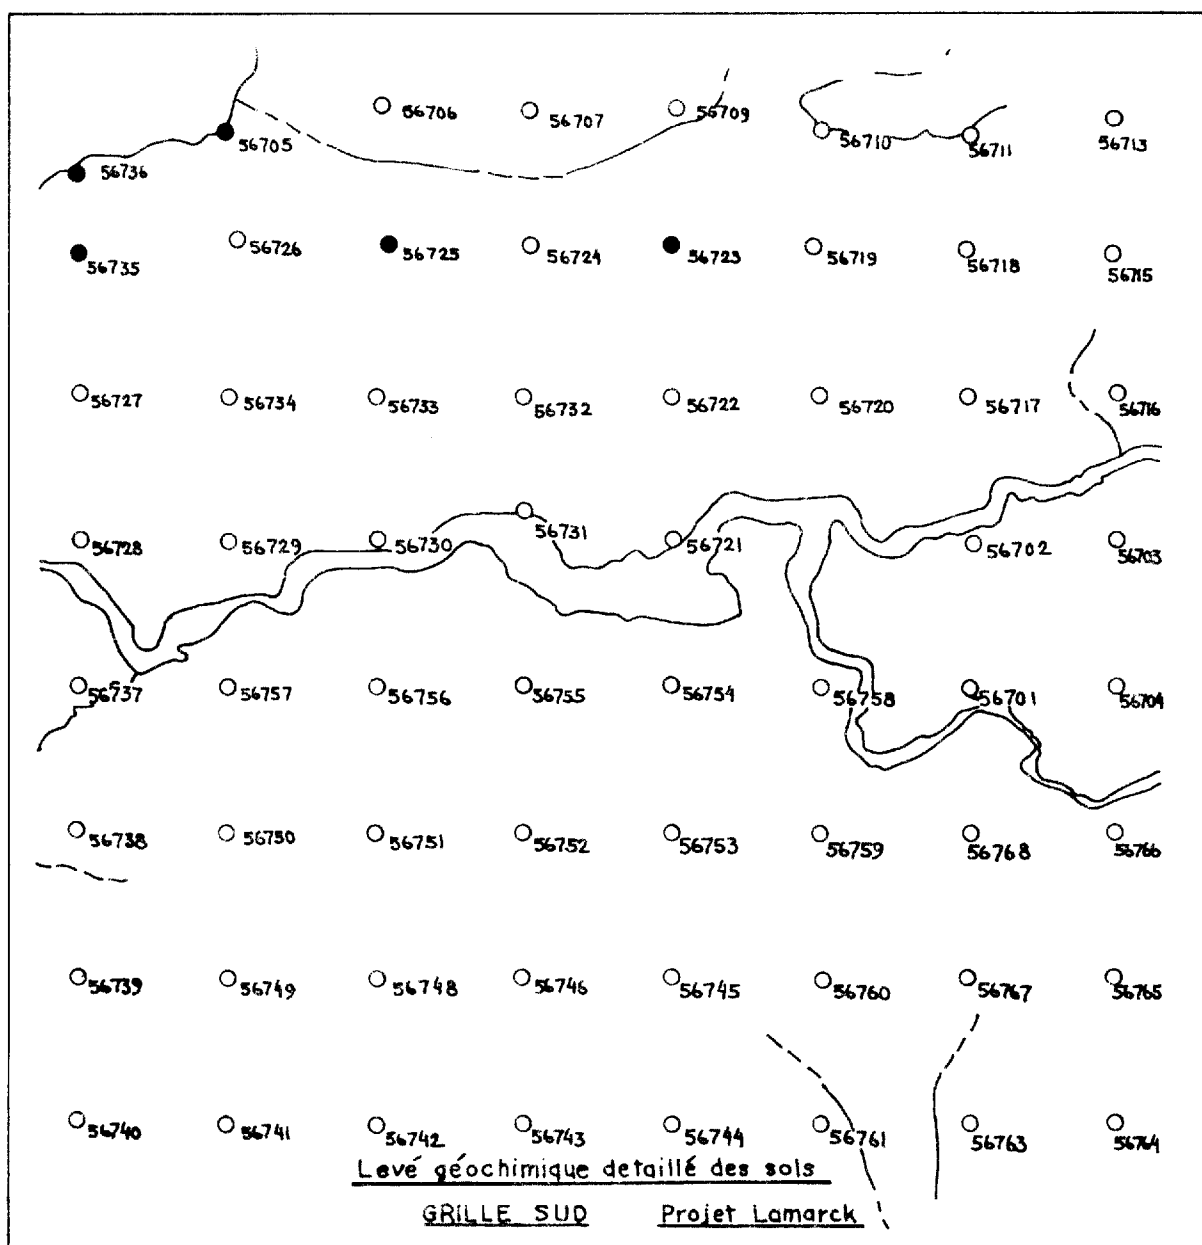 56706 56707 56709
56705 56710 56711 56713
56736
56735 56726 56725 56724 56723 56719 56718 56715
56727 56734 56733 56732 56722 56720 56717 56716
56728 56729 56730 56731 56721 56702 56703
56737 56757 56756 56755 56754 56758 56701 56704
56738 56750 56751 56752 56753 56759 56768 56766
56739 56749 56748 56746 56745 56760 56767 56765
56740 56741 56742 56743 56744 56761 56763 56764
Levé géochimique detaillé des sols
GRILLE SUD Projet Lamarck